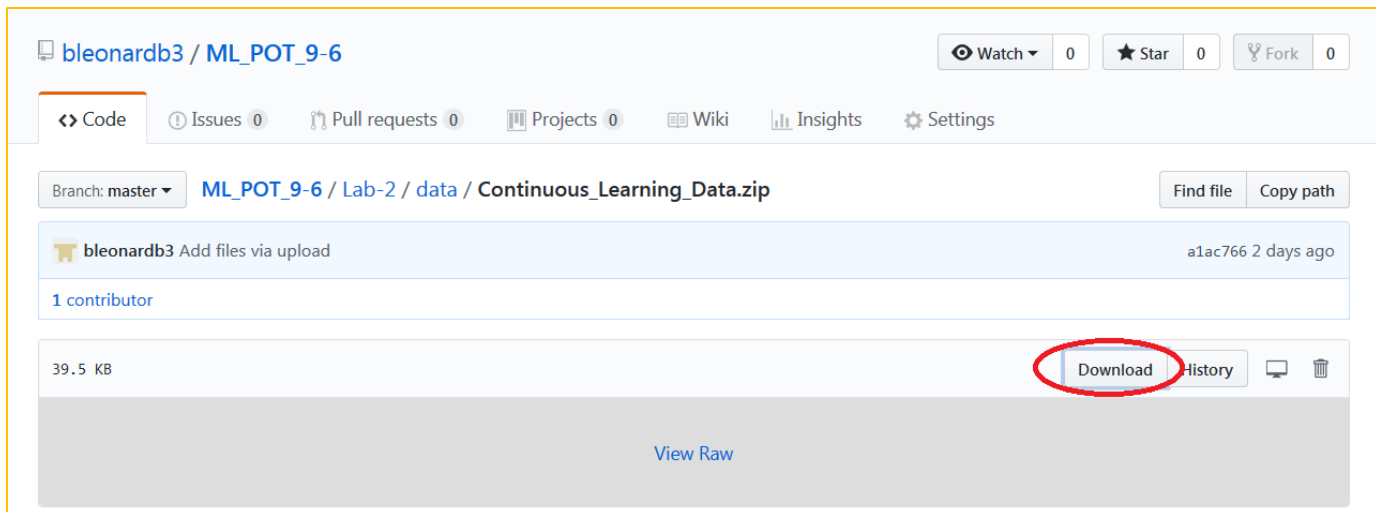 bleonardb3 / ML_POT_9-6 Watch 0 Star 0 Fork 0
Code Issues 0 Pull requests 0 Projects 0 Wiki Insights Settings
Branch: master ML_POT_9-6 / Lab-2 / data / Continuous_Learning_Data.zip Find file Copy path
bleonardb3 Add files via upload a1ac766 2 days ago
1 contributor
39.5 KB Download History
View Raw